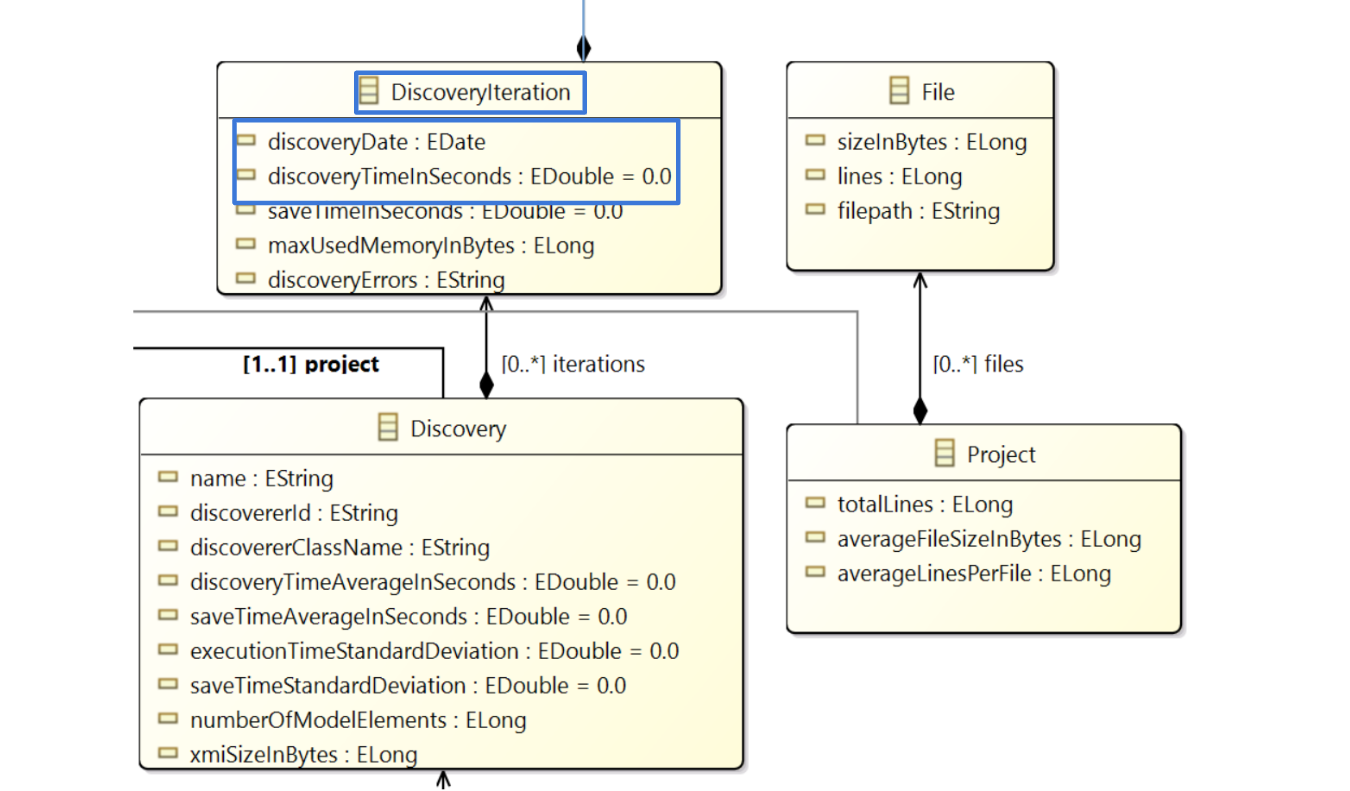 DiscoveryIteration
discoveryDate : EDate
discoveryTimeInSeconds : EDouble = 0.0
saveTimeInSeconds : EDouble = 0.0
maxUsedMemoryInBytes : ELong
discoveryErrors : EString
File
sizeInBytes : ELong
lines : ELong
filepath : EString
[1..1] project
[0..*] iterations
[0..*] files
Discovery
name : EString
discovererId : EString
discovererClassName : EString
discoveryTimeAverageInSeconds : EDouble = 0.0
saveTimeAverageInSeconds : EDouble = 0.0
executionTimeStandardDeviation : EDouble = 0.0
saveTimeStandardDeviation : EDouble = 0.0
numberOfModelElements : ELong
xmiSizeInBytes : ELong
Project
totalLines : ELong
averageFileSizeInBytes : ELong
averageLinesPerFile : ELong